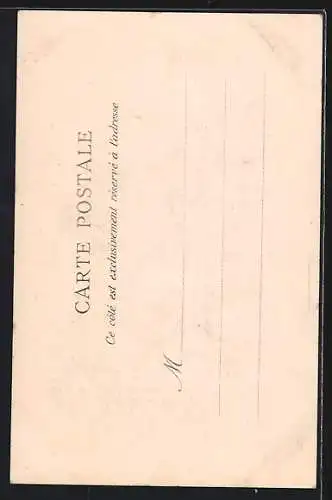 CARTE POSTALE
Ce côté est exclusivement réservé à l'adresse
M